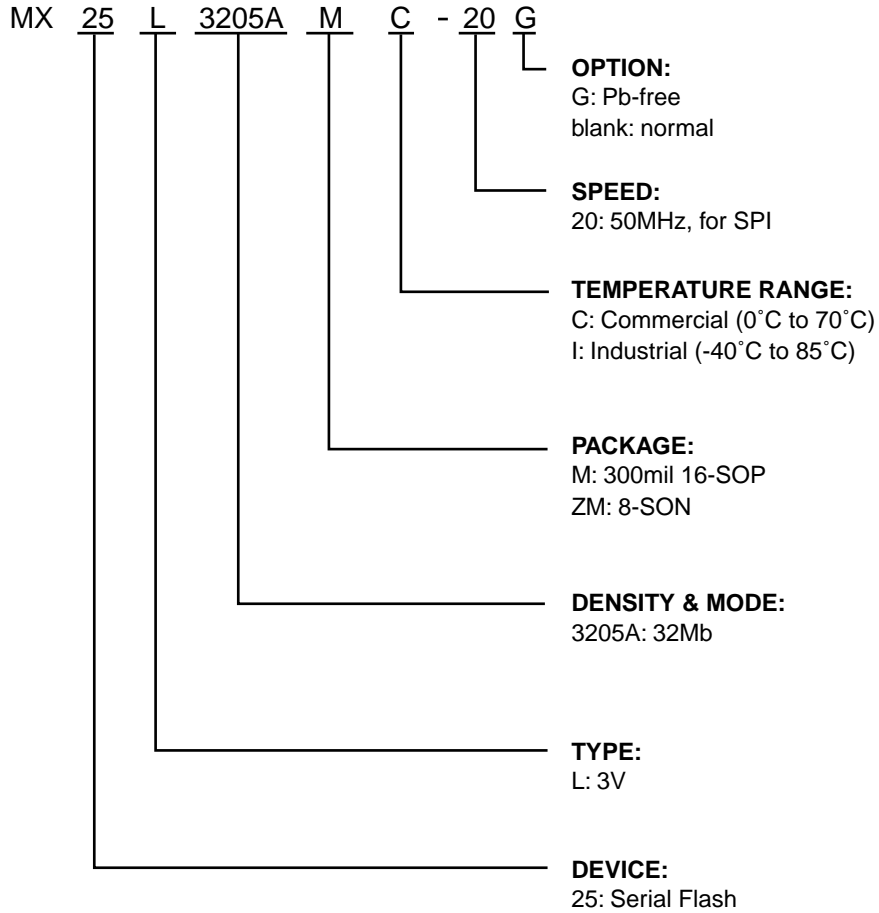 MX 25 L 3205A M C - 20 G
OPTION:
G: Pb-free
blank: normal
SPEED:
20: 50MHz, for SPI
TEMPERATURE RANGE:
C: Commercial (0˚C to 70˚C)
I: Industrial (-40˚C to 85˚C)
PACKAGE:
M: 300mil 16-SOP
ZM: 8-SON
DENSITY & MODE:
3205A: 32Mb
TYPE:
L: 3V
DEVICE:
25: Serial Flash